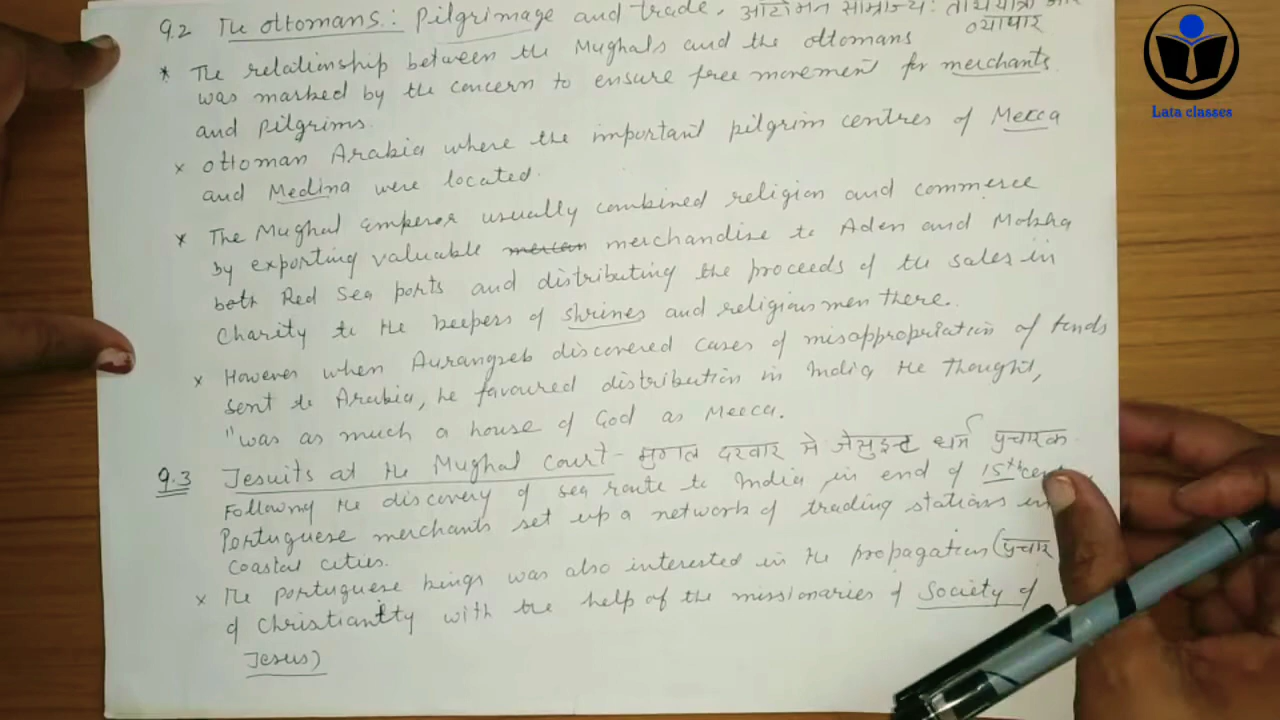 9.2 The Ottomans: Pilgrimage and trade, आटोमन साम्राज्य: तीर्थयात्रा और
व्यापार
* The relationship between the Mughals and the Ottomans
was marked by the concern to ensure free movement for merchants
and Pilgrims.
× Ottoman Arabia where the important pilgrim centres of Mecca
and Medina were located.
* The Mughal Emperor usually combined religion and commerce
by exporting valuable merchandise to Aden and Mokha
both Red Sea ports and distributing the proceeds of the sales in
Charity to the keepers of shrines and religious men there.
× However when Aurangzeb discovered cases of misappropriation of funds
sent to Arabia, he favoured distribution in India He thought,
"was as much a house of God as Mecca.
9.3 Jesuits at the Mughal Court - मुगल दरबार मे जेसुइट धर्म प्रचारक
Following the discovery of sea route to India, in end of 15th cent
Portuguese merchants set up a network of trading stations in
Coastal cities.
× The Portuguese kings was also interested in the propagation (प्रचार
of Christiantty with the help of the missionaries of Society of
Jesus)
Lata classes